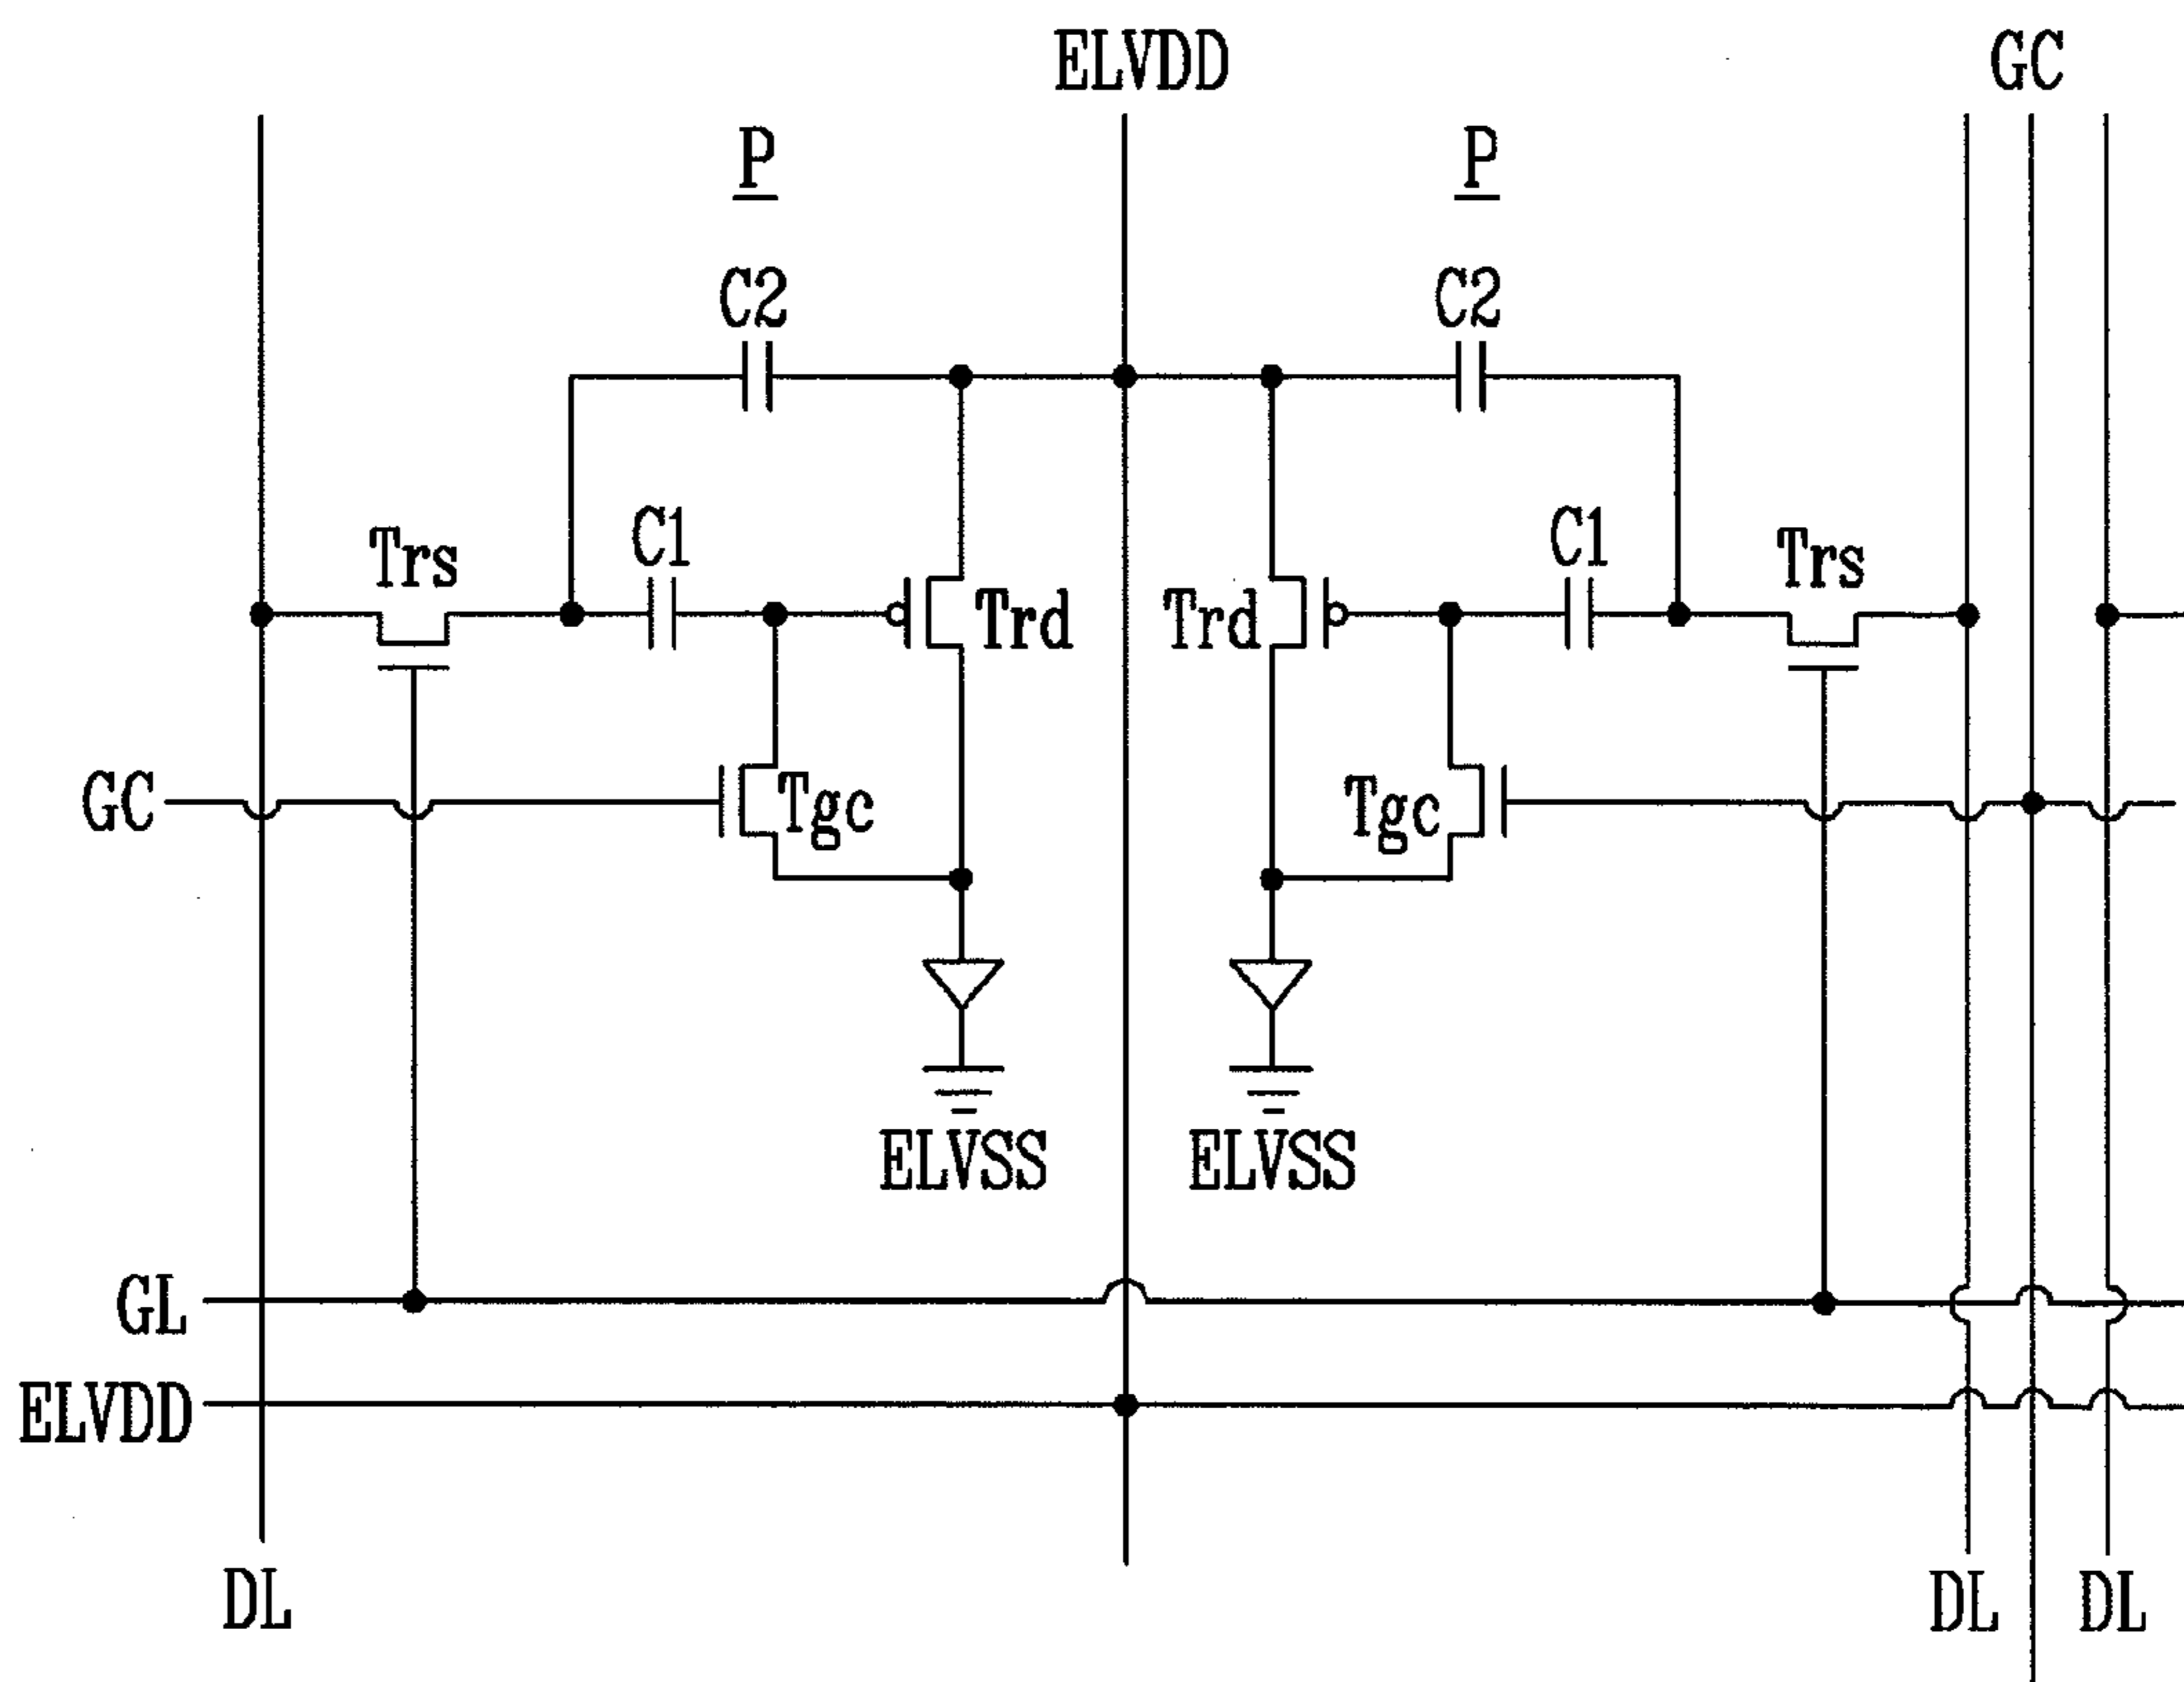 ELVDD GC
P P
C2 C2
Trs C1 Trd Trd C1 Trs
GC Tgc Tgc
ELVSS ELVSS
GL
ELVDD
DL DL DL